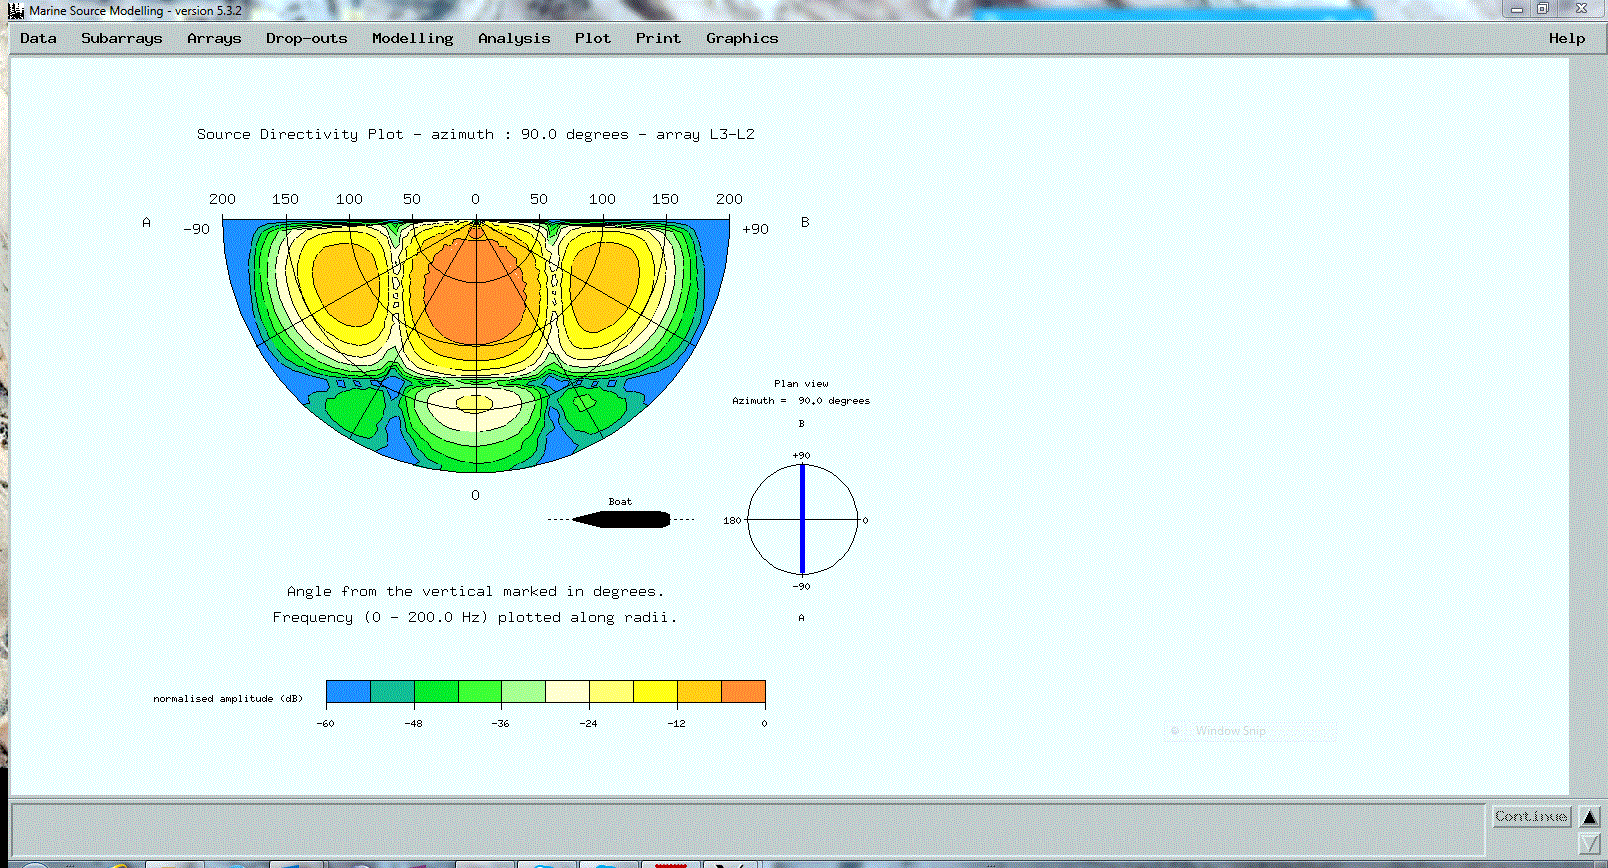 Marine Source Modelling - version 5.3.2
Data Subarrays Arrays Drop-outs Modelling Analysis Plot Print Graphics Help
Source Directivity Plot - azimuth : 90.0 degrees - array L3-L2
200 150 100 50 0 50 100 150 200
A -90 +90 B
0
Plan view
Azimuth = 90.0 degrees
B
+90
Boat
180 0
-90
A
Angle from the vertical marked in degrees.
Frequency (0 - 200.0 Hz) plotted along radii.
normalised amplitude (dB)
-60 -48 -36 -24 -12 0
Window Snip
Continue